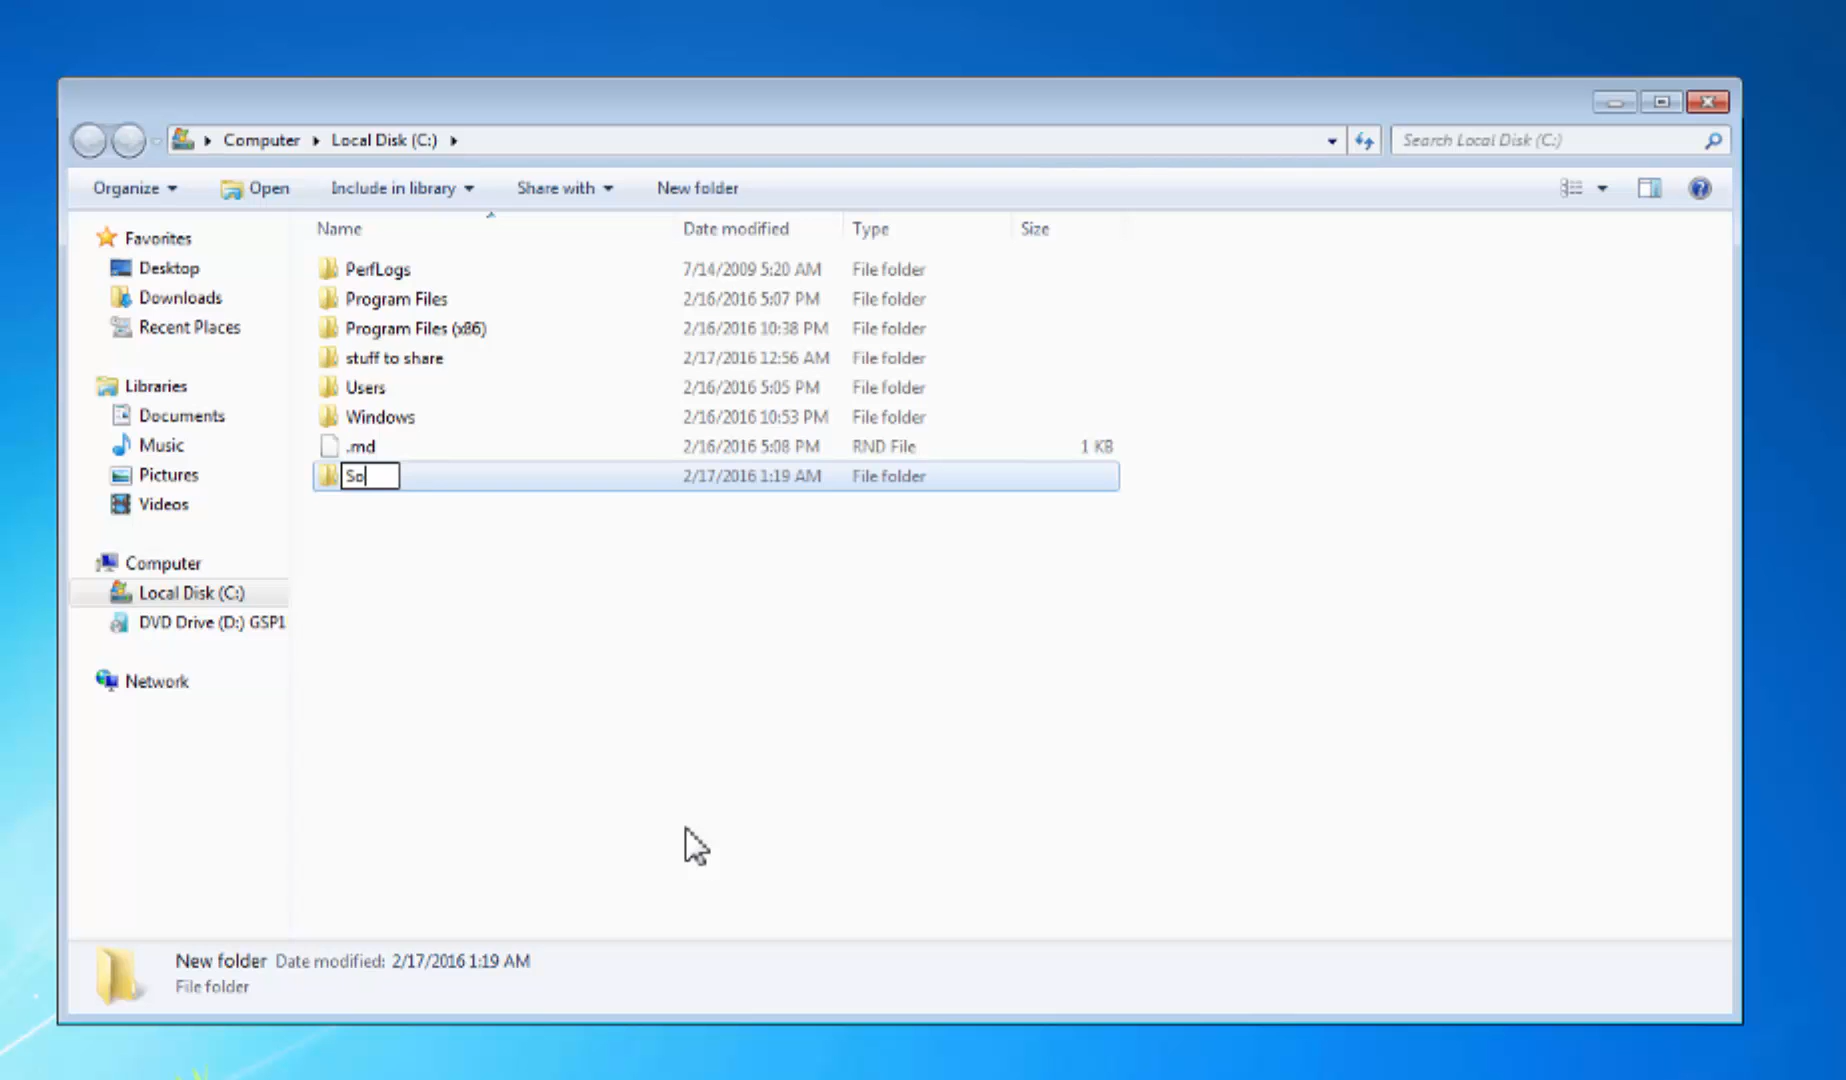 Computer Local Disk (C:)
Search Local Disk (C:)
Organize Open Include in library Share with New folder
Name Date modified Type Size
Favorites
Desktop
Downloads
Recent Places
Libraries
Documents
Music
Pictures
Videos
Computer
Local Disk (C:)
DVD Drive (D:) GSP1
Network
PerfLogs 7/14/2009 5:20 AM File folder
Program Files 2/16/2016 5:07 PM File folder
Program Files (x86) 2/16/2016 10:38 PM File folder
stuff to share 2/17/2016 12:56 AM File folder
Users 2/16/2016 5:05 PM File folder
Windows 2/16/2016 10:53 PM File folder
.rnd 2/16/2016 5:08 PM RND File 1 KB
So 2/17/2016 1:19 AM File folder
New folder Date modified: 2/17/2016 1:19 AM
File folder